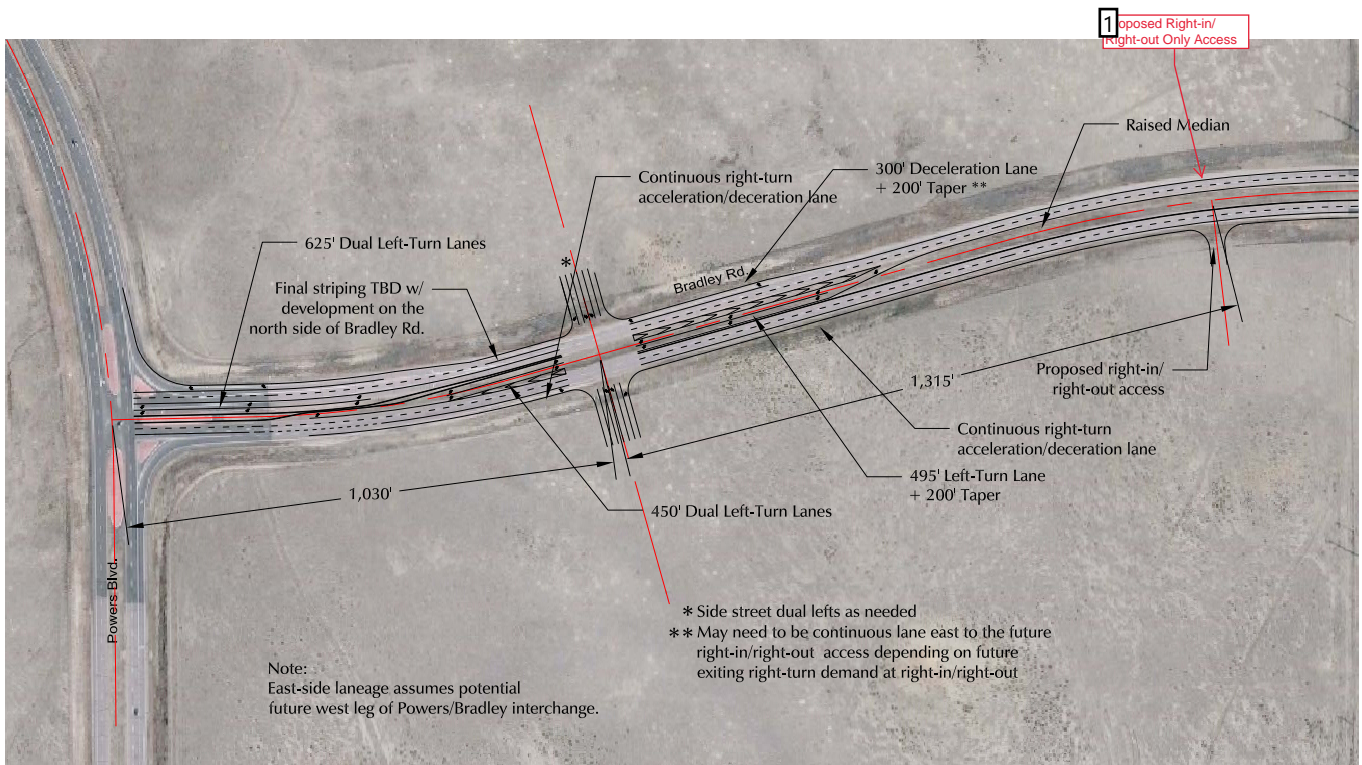 1
oposed Right-in/
Right-out Only Access
Raised Median
Continuous right-turn
acceleration/deceration lane
300' Deceleration Lane
+ 200' Taper **
625' Dual Left-Turn Lanes
*
Bradley Rd.
Final striping TBD w/
development on the
north side of Bradley Rd.
1,315'
Proposed right-in/
right-out access
Continuous right-turn
acceleration/deceration lane
495' Left-Turn Lane
+ 200' Taper
1,030'
450' Dual Left-Turn Lanes
Powers Blvd.
* Side street dual lefts as needed
** May need to be continuous lane east to the future
right-in/right-out access depending on future
exiting right-turn demand at right-in/right-out
Note:
East-side laneage assumes potential
future west leg of Powers/Bradley interchange.